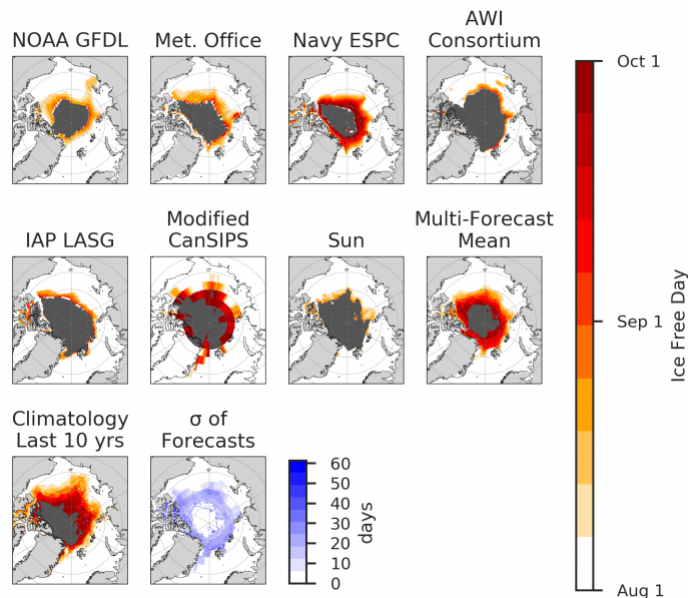 NOAA GFDL
Met. Office
Navy ESPC
AWI
Consortium
Oct 1
IAP LASG
Modified
CanSIPS
Sun
Multi-Forecast
Mean
Sep 1
Ice Free Day
Climatology
Last 10 yrs
σ of
Forecasts
60
50
40
30
20
10
0
days
Aug 1